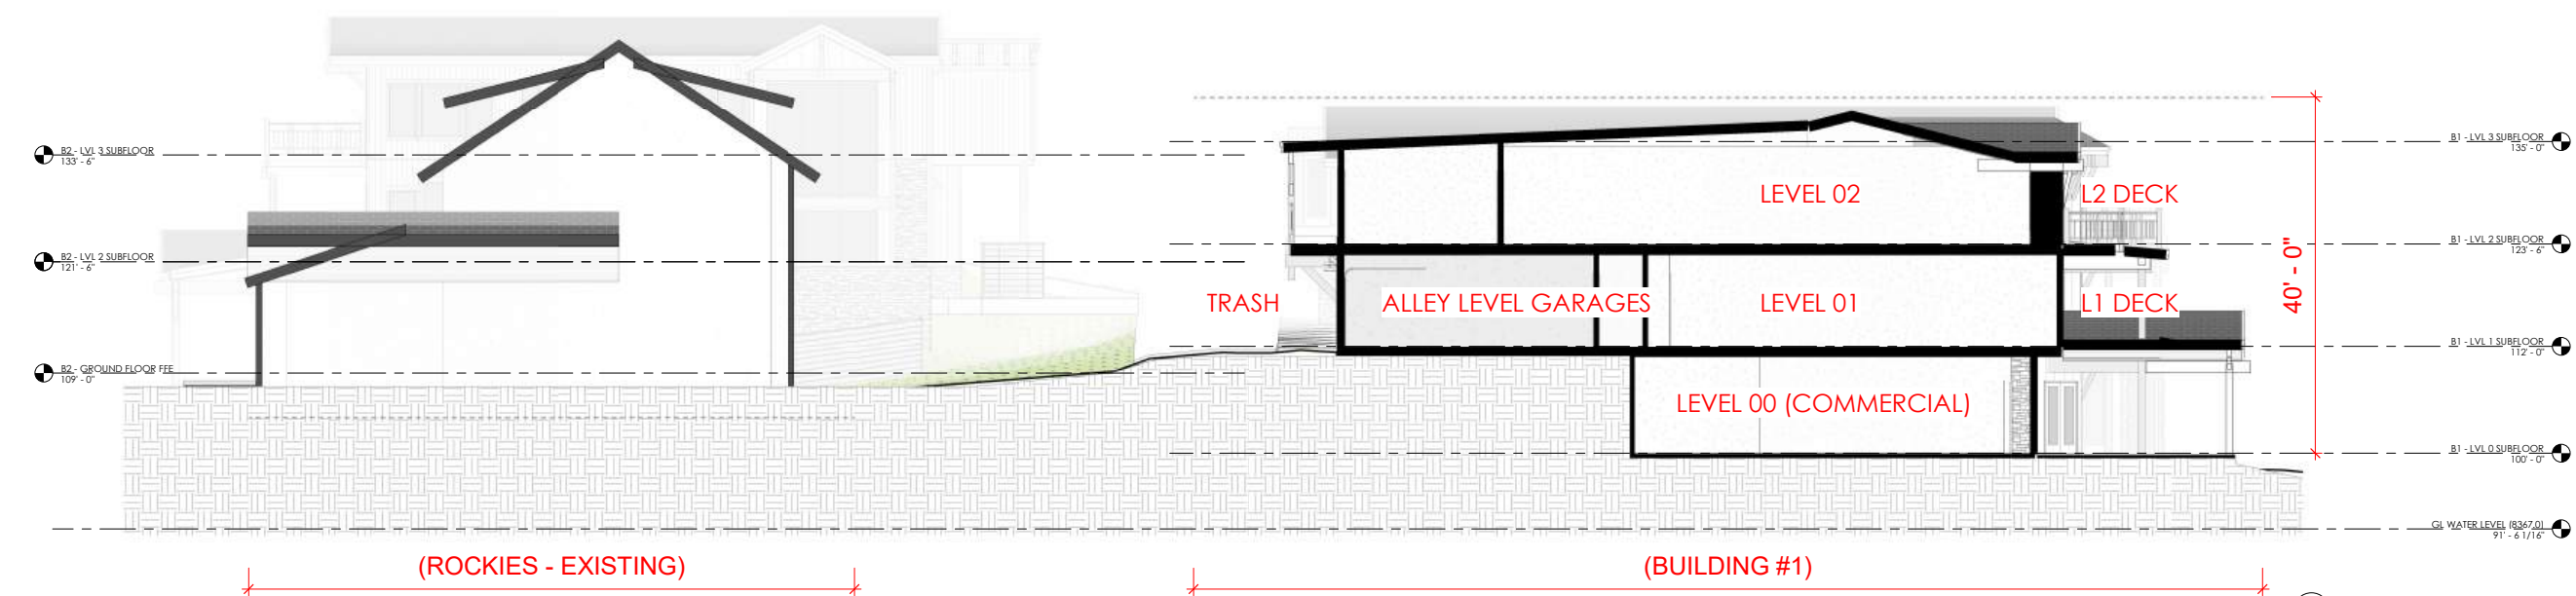 B2 - LVL 3 SUBFLOOR
133' - 6"
B2 - LVL 2 SUBFLOOR
121' - 6"
B2 - GROUND FLOOR FFE
109' - 0"
TRASH
ALLEY LEVEL GARAGES
LEVEL 02
LEVEL 01
LEVEL 00 (COMMERCIAL)
L2 DECK
L1 DECK
40' - 0"
B1 - LVL 3 SUBFLOOR
135' - 0"
B1 - LVL 2 SUBFLOOR
123' - 6"
B1 - LVL 1 SUBFLOOR
112' - 0"
B1 - LVL 0 SUBFLOOR
100' - 0"
GL WATER LEVEL (8367.0)
91' - 6 1/16"
(ROCKIES - EXISTING)
(BUILDING #1)